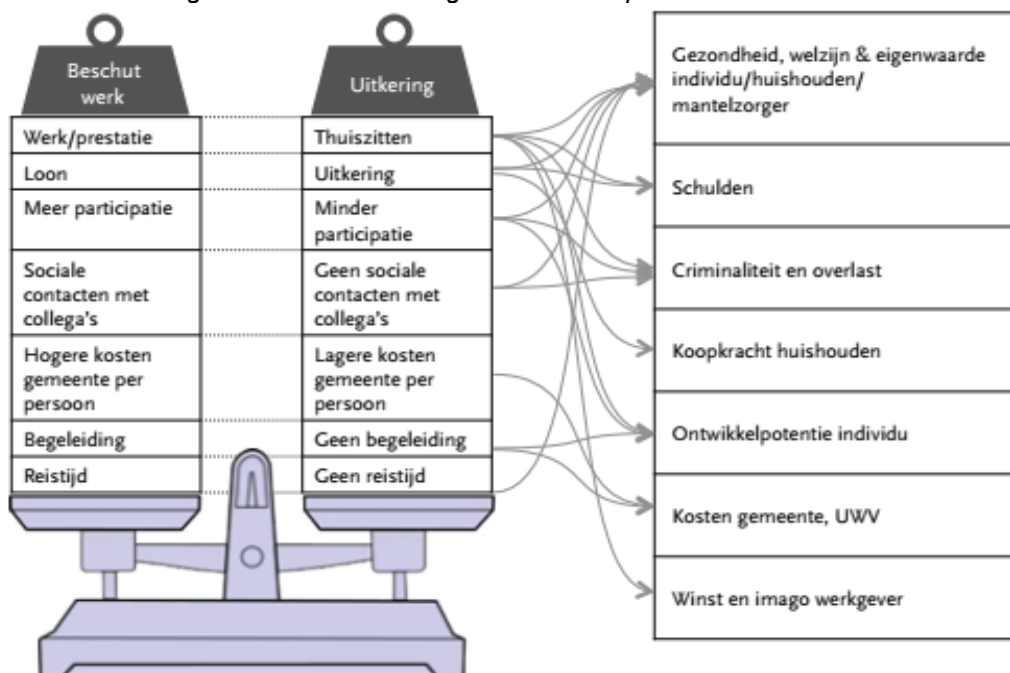 Beschut
werk
Uitkering
Werk/prestatie
Loon
Meer participatie
Sociale
contacten met
collega's
Hogere kosten
gemeente per
persoon
Begeleiding
Reistijd
Thuiszitten
Uitkering
Minder
participatie
Geen sociale
contacten met
collega's
Lagere kosten
gemeente per
persoon
Geen begeleiding
Geen reistijd
Gezondheid, welzijn & eigenwaarde
individu/huishouden/
mantelzorger
Schulden
Criminaliteit en overlast
Koopkracht huishouden
Ontwikkelpotentie individu
Kosten gemeente, UWV
Winst en imago werkgever